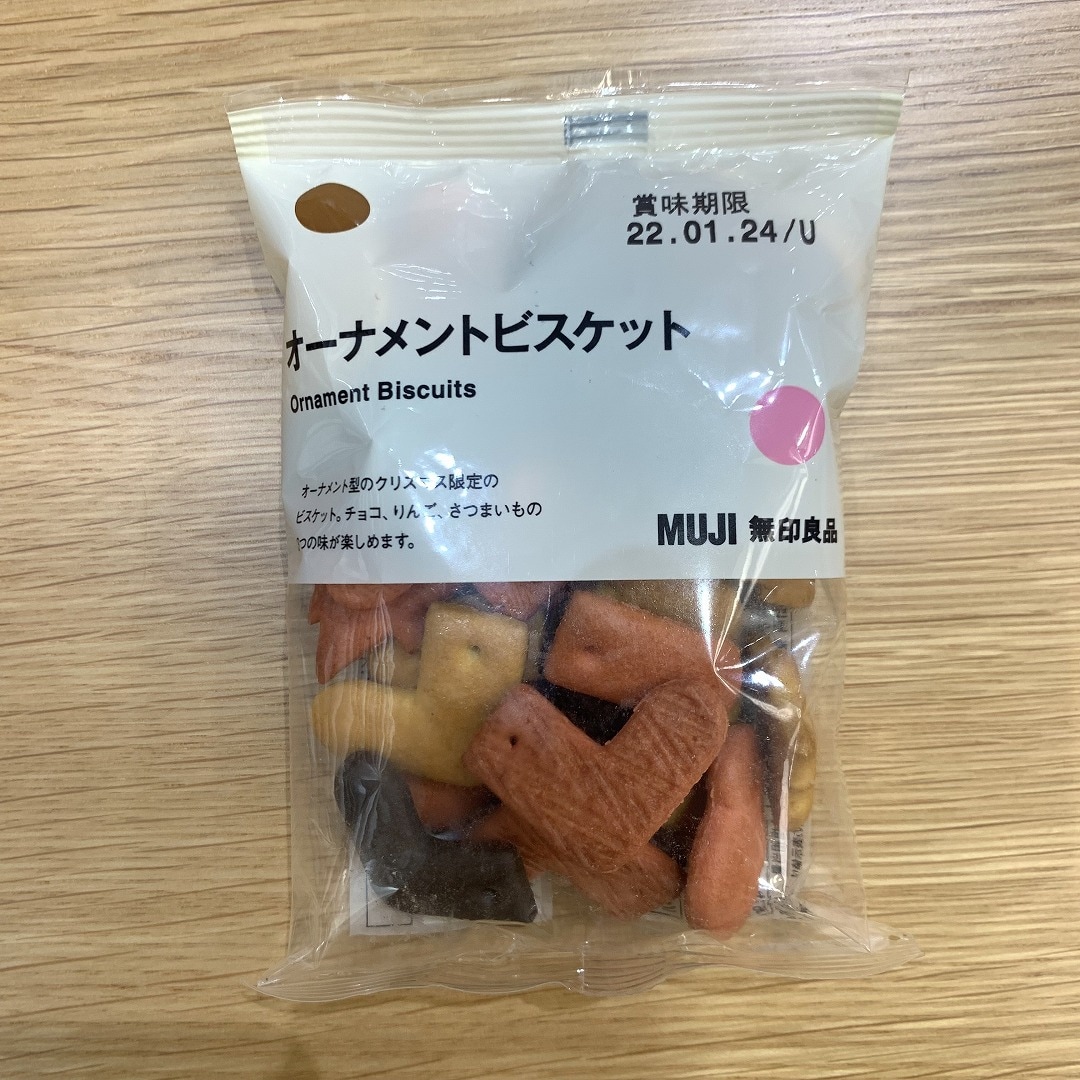 賞味期限
22.01.24/U
オーナメントビスケット
Ornament Biscuits
オーナメント型のクリスマス限定の
ビスケット。チョコ、りんご、さつまいもの
3つの味が楽しめます。
MUJI 無印良品